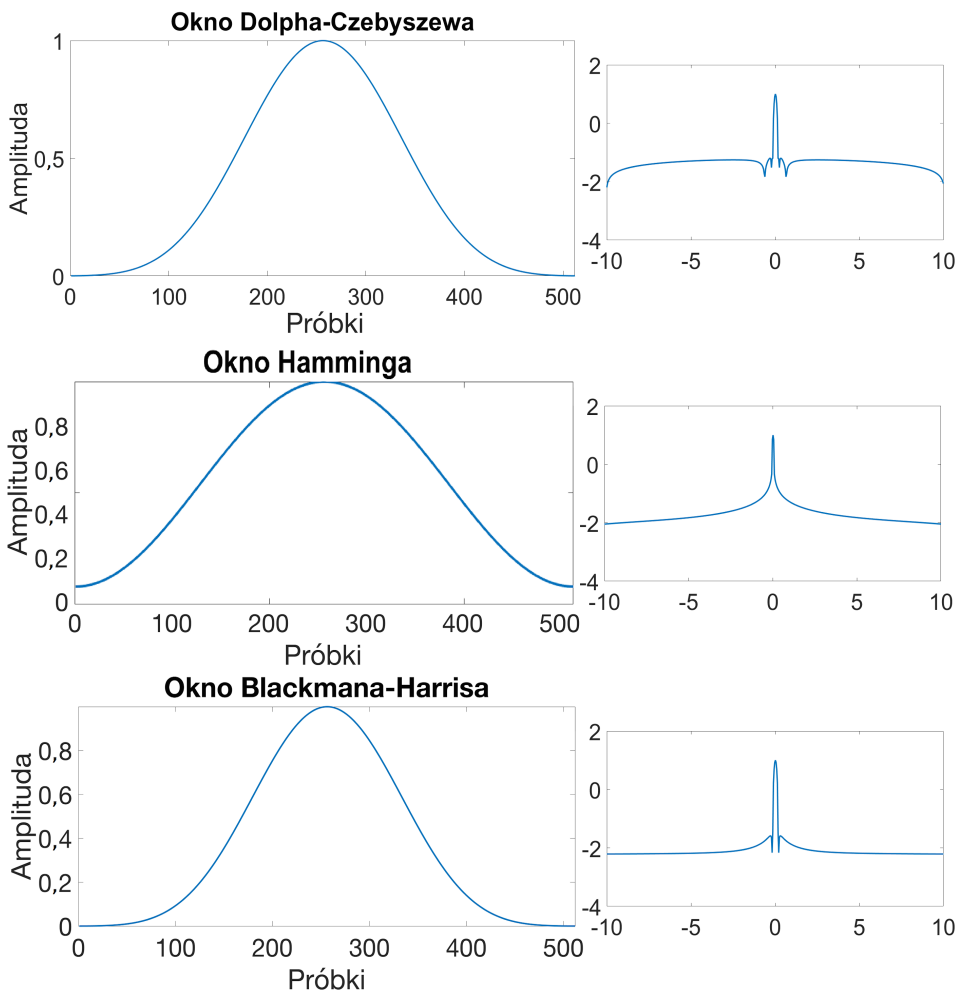 Okno Dolpha-Czebyszewa
Amplituda
1
0,5
0
0 100 200 300 400 500
Próbki
2
0
-2
-4
-10 -5 0 5 10
Okno Hamminga
Amplituda
0,8
0,6
0,4
0,2
0
0 100 200 300 400 500
Próbki
2
0
-2
-4
-10 -5 0 5 10
Okno Blackmana-Harrisa
Amplituda
0,8
0,6
0,4
0,2
0
0 100 200 300 400 500
Próbki
2
0
-2
-4
-10 -5 0 5 10